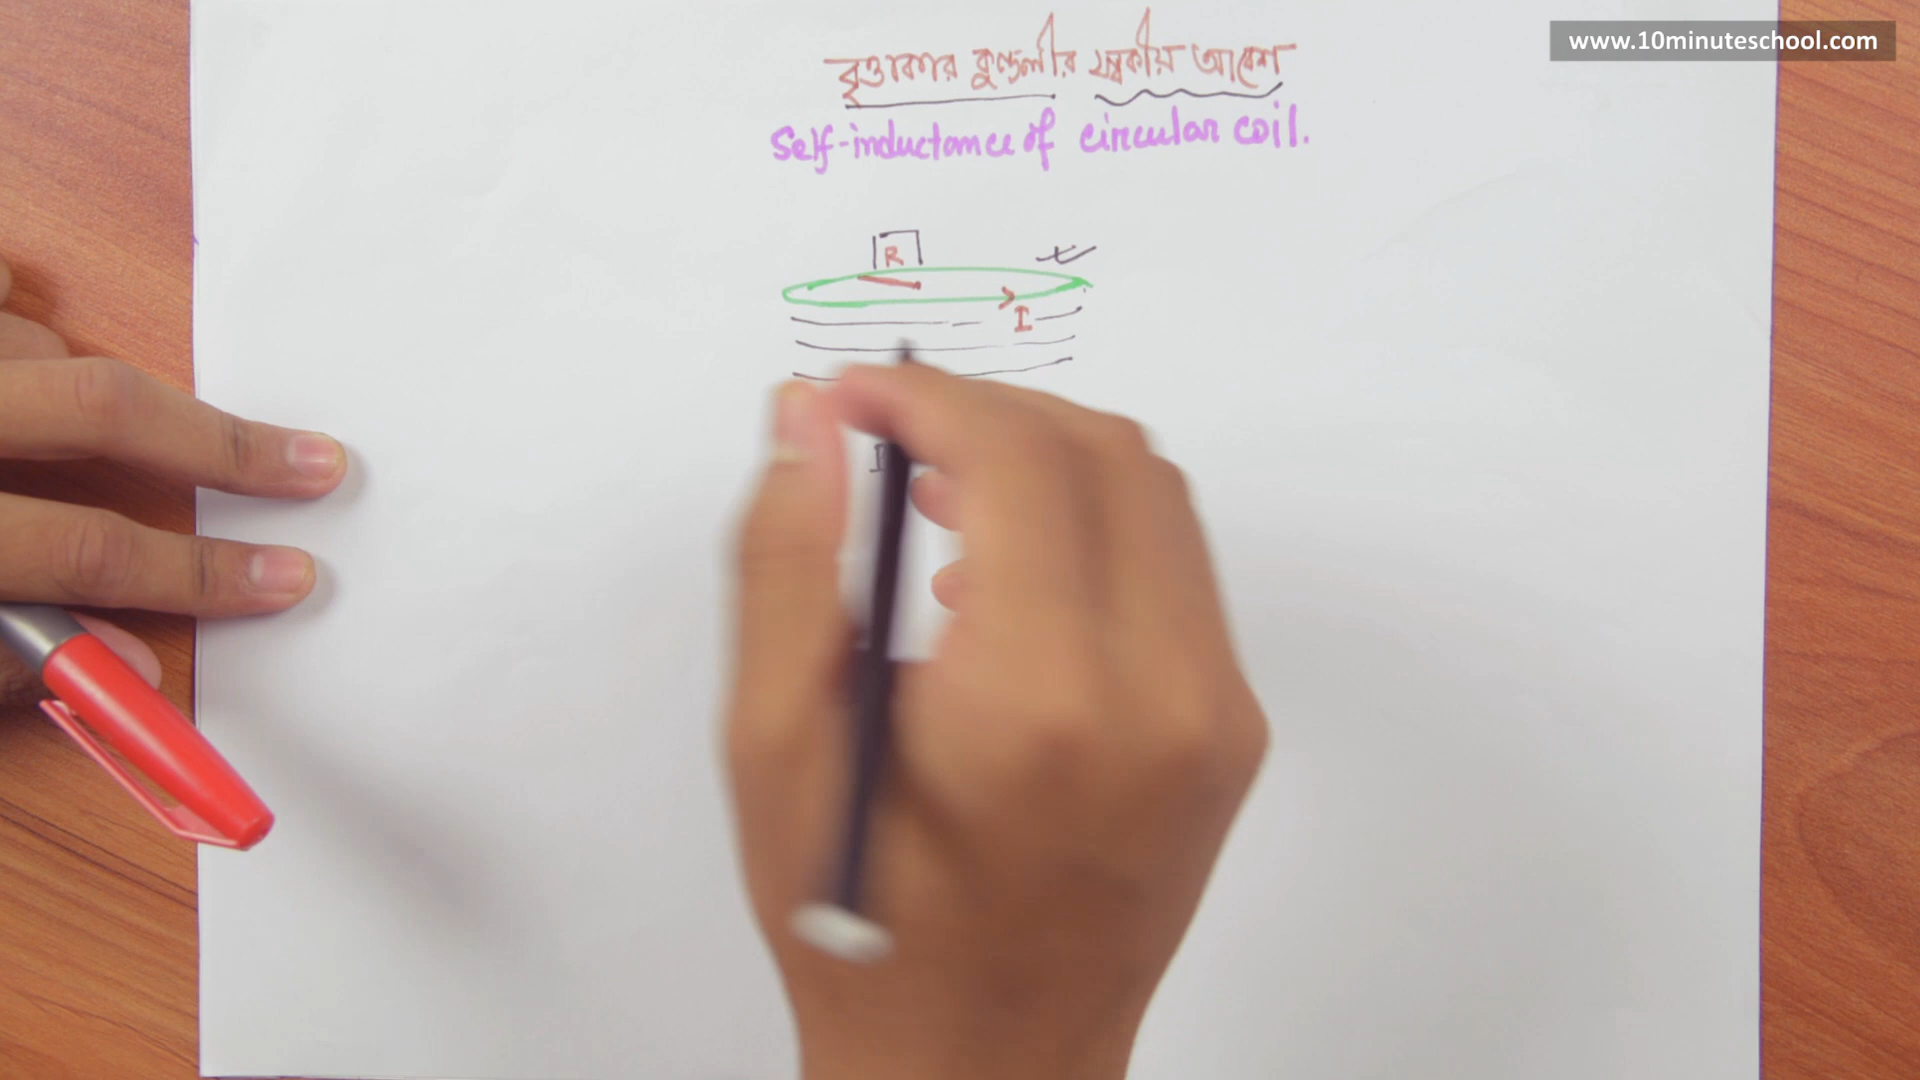 www.10minuteschool.com
বৃত্তাকার কুণ্ডলীর স্বকীয় আবেশ
Self-inductance of circular coil.
R
I